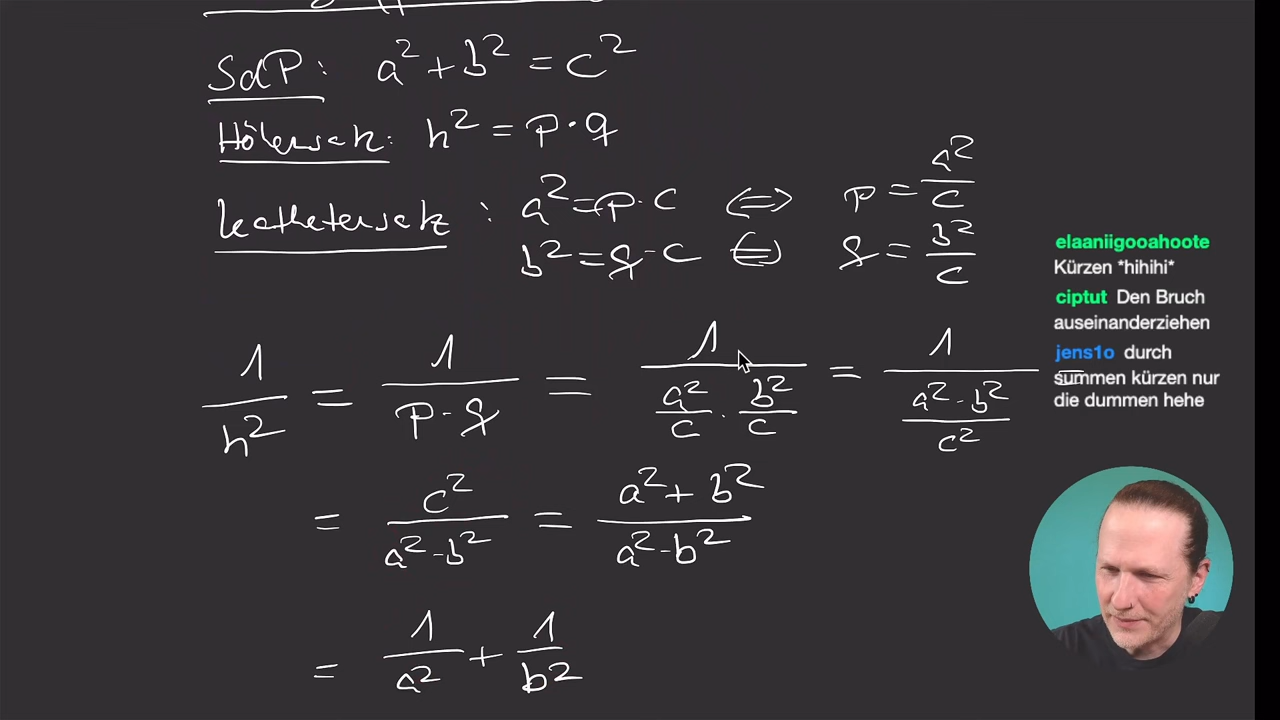 SdP: a² + b² = c²
Höhensatz: h² = p · q
Kathetensatz : a² = p · c ⇔ p = a²/c
b² = q · c ⇔ q = b²/c
elaaniigooahoote
Kürzen *hihihi*
ciptut Den Bruch
auseinanderziehen
jens1o durch
summen kürzen nur
die dummen hehe
1/h² = 1/(p · q) = 1/(a²/c · b²/c) = 1/((a² · b²)/c²) =
= c²/(a² · b²) = (a² + b²)/(a² · b²)
= 1/a² + 1/b²